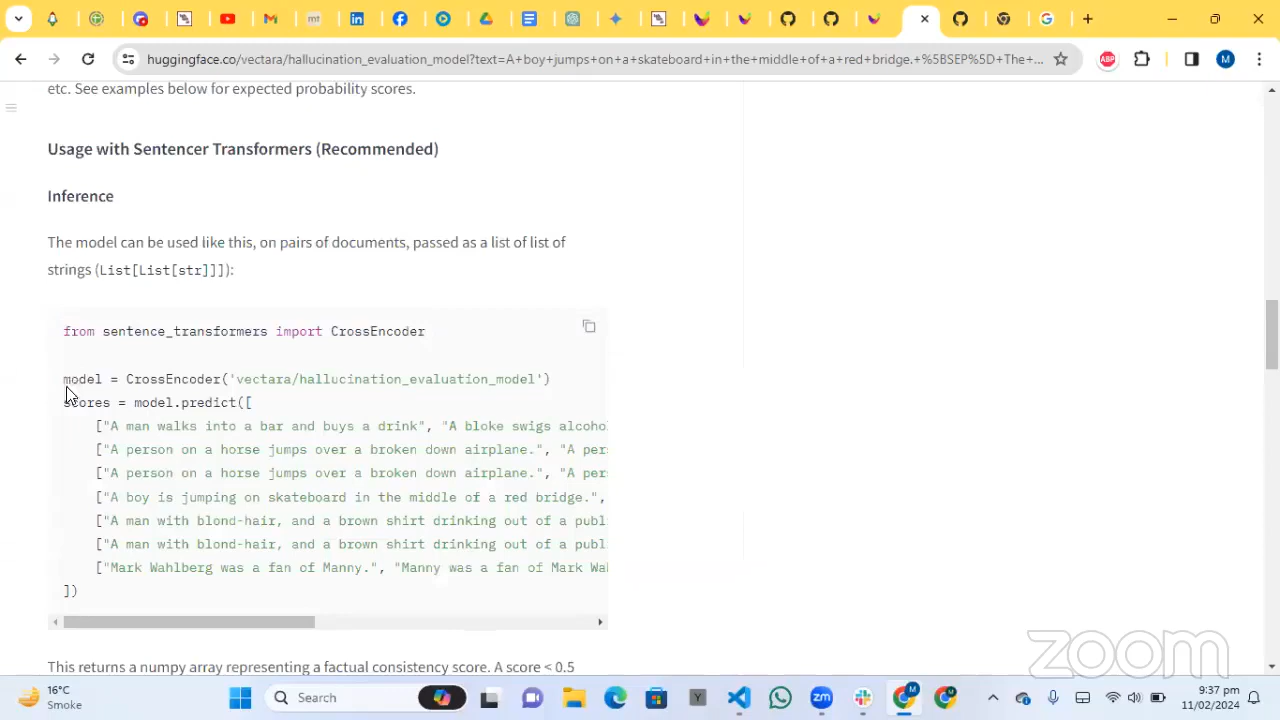 huggingface.co/vectara/hallucination_evaluation_model?text=A+boy+jumps+on+a+skateboard+in+the+middle+of+a+red+bridge.+%5BSEP%5D+The+...
etc. See examples below for expected probability scores.
Usage with Sentencer Transformers (Recommended)
Inference
The model can be used like this, on pairs of documents, passed as a list of list of
strings (List[List[str]]]):
from sentence_transformers import CrossEncoder
model = CrossEncoder('vectara/hallucination_evaluation_model')
scores = model.predict([
["A man walks into a bar and buys a drink", "A bloke swigs alcoho
["A person on a horse jumps over a broken down airplane.", "A per
["A person on a horse jumps over a broken down airplane.", "A per
["A boy is jumping on skateboard in the middle of a red bridge.",
["A man with blond-hair, and a brown shirt drinking out of a publ
["A man with blond-hair, and a brown shirt drinking out of a publ
["Mark Wahlberg was a fan of Manny.", "Manny was a fan of Mark Wa
])
This returns a numpy array representing a factual consistency score. A score < 0.5
zoom
16°C
Smoke
Search
9:37 pm
11/02/2024